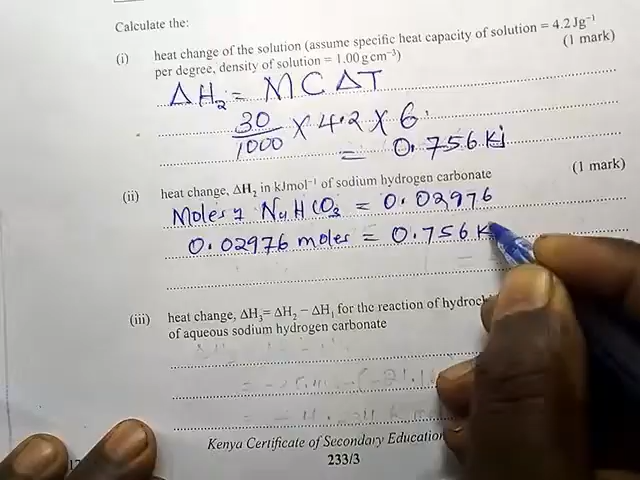 Calculate the:
(i) heat change of the solution (assume specific heat capacity of solution = 4.2 Jg⁻¹
per degree, density of solution = 1.00 g cm⁻³) (1 mark)
ΔH₂ = MCΔT
30/1000 × 4.2 × 6
= 0.756 Kj
(ii) heat change, ΔH₂ in kJmol⁻¹ of sodium hydrogen carbonate (1 mark)
Moles of NaHCO₃ = 0.02976
0.02976 moles = 0.756 K
(iii) heat change, ΔH₃= ΔH₂ − ΔH₁ for the reaction of
of aqueous sodium hydrogen carbonate
Kenya Certificate of Secondary Education
233/3